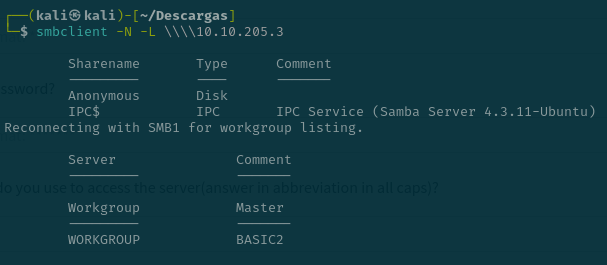 ┌──(kali㉿kali)-[~/Descargas]
└─$ smbclient -N -L \\\\10.10.205.3
Sharename Type Comment
--------- ---- -------
ssword?
Anonymous Disk
IPC$ IPC IPC Service (Samba Server 4.3.11-Ubuntu)
Reconnecting with SMB1 for workgroup listing.
Server Comment
--------- -------
do you use to access the server(answer in abbreviation in all caps)?
Workgroup Master
--------- -------
WORKGROUP BASIC2